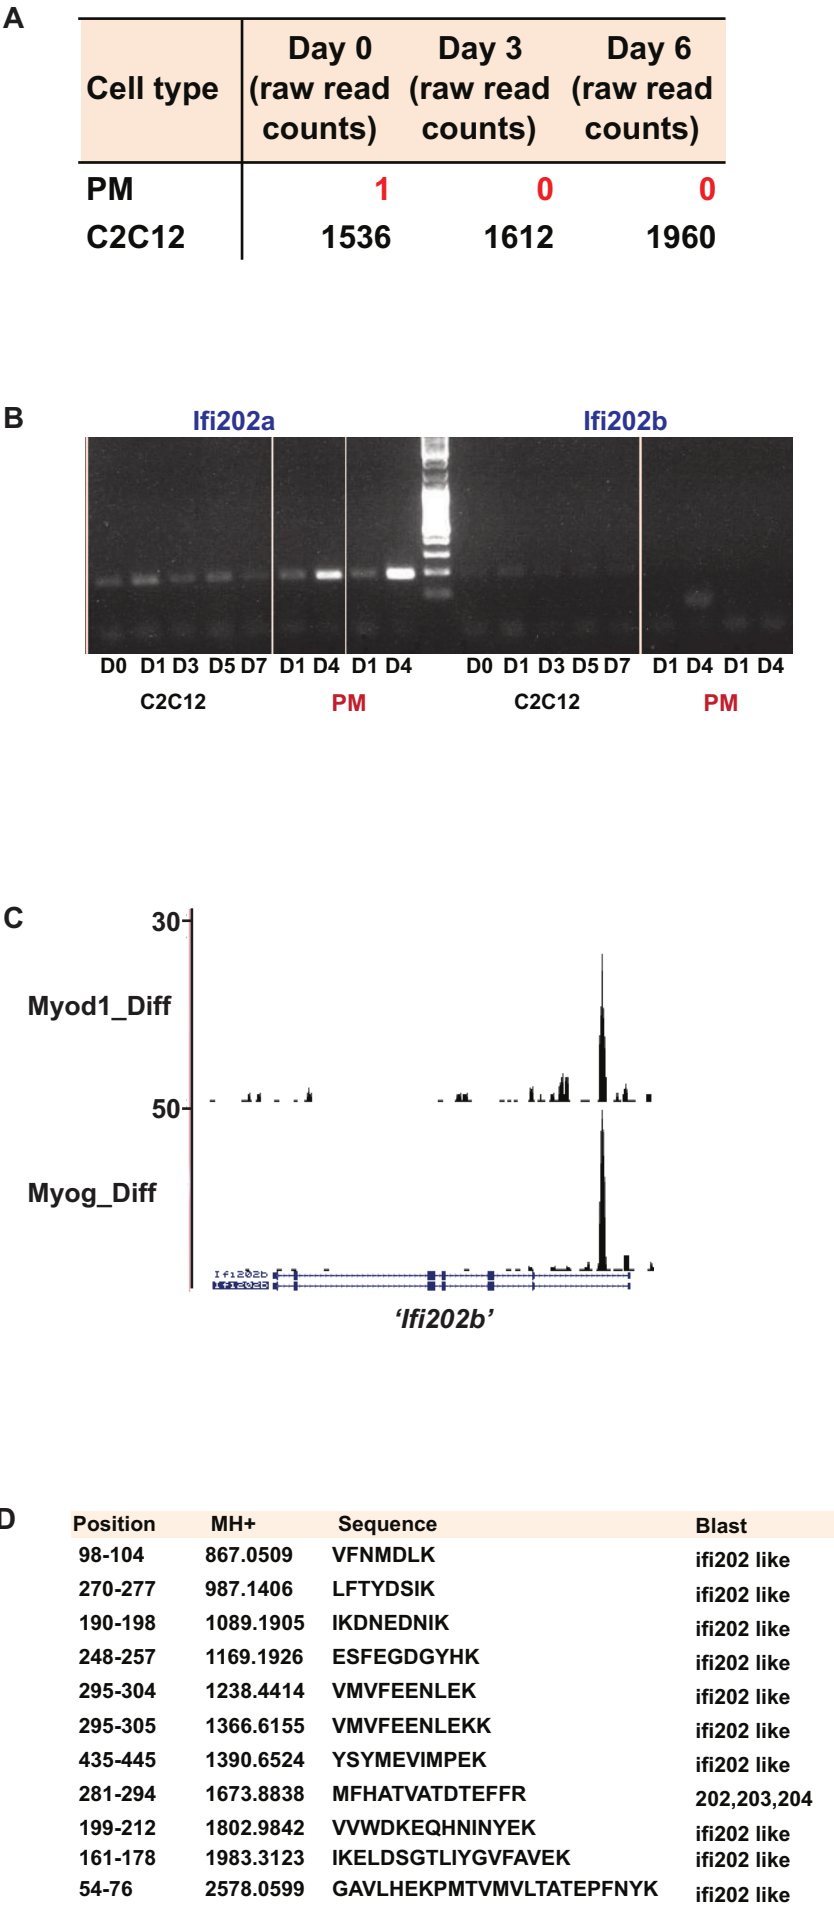 A
Cell type
Day 0
(raw read
counts)
Day 3
(raw read
counts)
Day 6
(raw read
counts)
PM 1 0 0
C2C12 1536 1612 1960
B
Ifi202a Ifi202b
D0 D1 D3 D5 D7 D1 D4 D1 D4 D0 D1 D3 D5 D7 D1 D4 D1 D4
C2C12 PM C2C12 PM
C
30
Myod1_Diff
50
Myog_Diff
Ifi202b
Ifi202b
‘Ifi202b’
D
Position MH+ Sequence Blast
98-104 867.0509 VFNMDLK ifi202 like
270-277 987.1406 LFTYDSIK ifi202 like
190-198 1089.1905 IKDNEDNIK ifi202 like
248-257 1169.1926 ESFEGDGYHK ifi202 like
295-304 1238.4414 VMVFEENLEK ifi202 like
295-305 1366.6155 VMVFEENLEKK ifi202 like
435-445 1390.6524 YSYMEVIMPEK ifi202 like
281-294 1673.8838 MFHATVATDTEFFR 202,203,204
199-212 1802.9842 VVWDKEQHNINYEK ifi202 like
161-178 1983.3123 IKELDSGTLIYGVFAVEK ifi202 like
54-76 2578.0599 GAVLHEKPMTVMVLTATEPFNYK ifi202 like